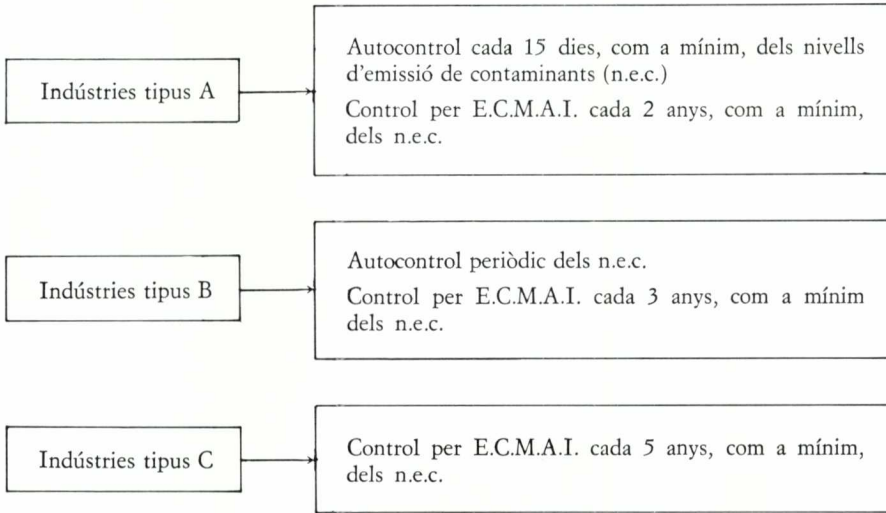 Indústries tipus A
Autocontrol cada 15 dies, com a mínim, dels nivells
d'emissió de contaminants (n.e.c.)
Control per E.C.M.A.I. cada 2 anys, com a mínim,
dels n.e.c.
Indústries tipus B
Autocontrol periòdic dels n.e.c.
Control per E.C.M.A.I. cada 3 anys, com a mínim
dels n.e.c.
Indústries tipus C
Control per E.C.M.A.I. cada 5 anys, com a mínim,
dels n.e.c.